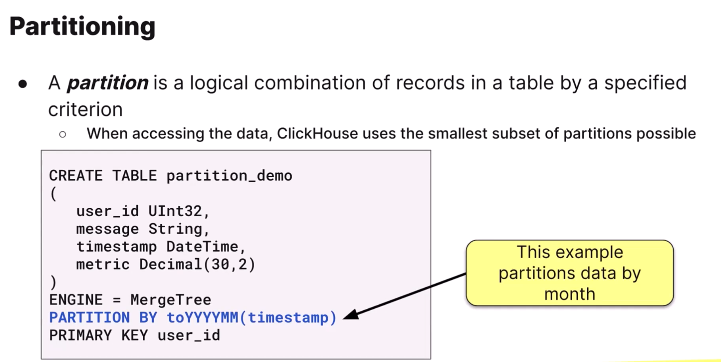 Partitioning
● A partition is a logical combination of records in a table by a specified
criterion
○ When accessing the data, ClickHouse uses the smallest subset of partitions possible
CREATE TABLE partition_demo
(
user_id UInt32,
message String,
timestamp DateTime,
metric Decimal(30,2)
)
ENGINE = MergeTree
PARTITION BY toYYYYMM(timestamp)
PRIMARY KEY user_id
This example
partitions data by
month